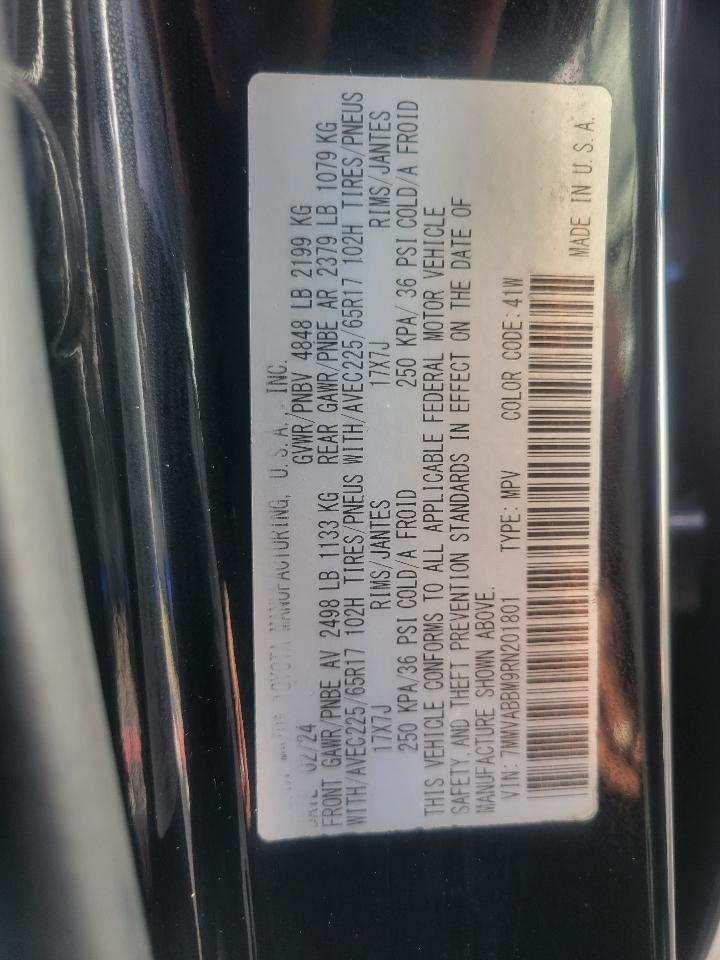 TOYOTA MANUFACTURING, U.S.A., INC.
DATE 02/24 GVWR/PNBV 4848 LB 2199 KG
FRONT GAWR/PNBE AV 2498 LB 1133 KG REAR GAWR/PNBE AR 2379 LB 1079 KG
WITH/AVEC225/65R17 102H TIRES/PNEUS WITH/AVEC225/65R17 102H TIRES/PNEUS
17X7J RIMS/JANTES 17X7J RIMS/JANTES
250 KPA/36 PSI COLD/A FROID 250 KPA/ 36 PSI COLD/A FROID
THIS VEHICLE CONFORMS TO ALL APPLICABLE FEDERAL MOTOR VEHICLE
SAFETY AND THEFT PREVENTION STANDARDS IN EFFECT ON THE DATE OF
MANUFACTURE SHOWN ABOVE.
VIN: 7MMVABBW9RN201801 TYPE: MPV COLOR CODE: 41W
MADE IN U.S.A.